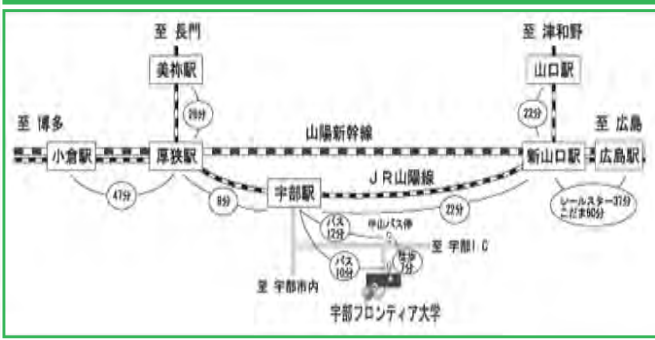 至 長門
至 津和野
美祢駅
山口駅
至 博多
22分
至 広島
山陽新幹線
小倉駅
厚狭駅
新山口駅
広島駅
JR山陽線
47分
宇部駅
22分
レールスター37分
こだま60分
バス
12分
中山バス停
至 宇部IC
バス
10分
徒歩
7分
至 宇部市内
宇部フロンティア大学